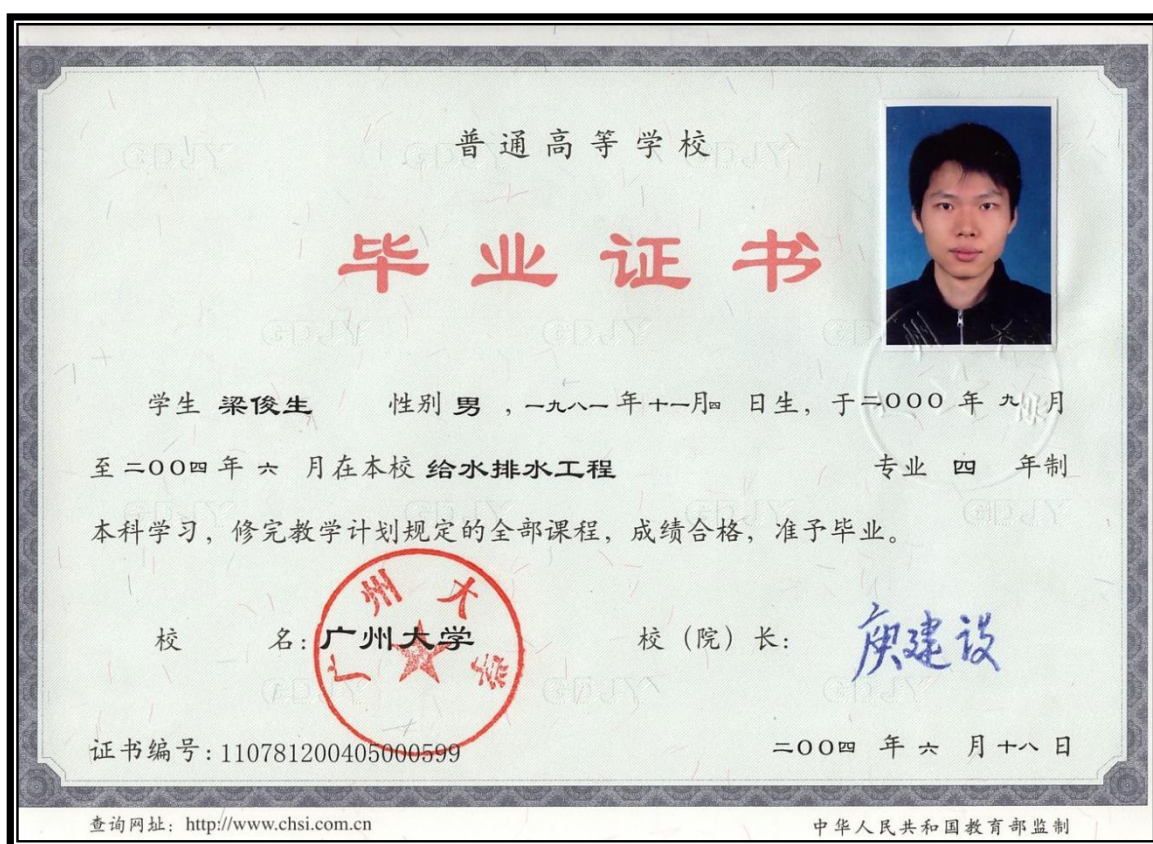 普通高等学校
毕业证书
学生 梁俊生 性别 男 , 一九八一 年 十一 月 四 日生, 于 二000 年 九 月
至 二00四 年 六 月在本校 给水排水工程 专业 四 年制
本科学习, 修完教学计划规定的全部课程, 成绩合格, 准予毕业。
校 名: 广州大学 校 (院) 长: 庾建设
广州大学
证书编号: 110781200405000599 二00四 年 六 月 十八 日
查询网址: http://www.chsi.com.cn 中华人民共和国教育部监制